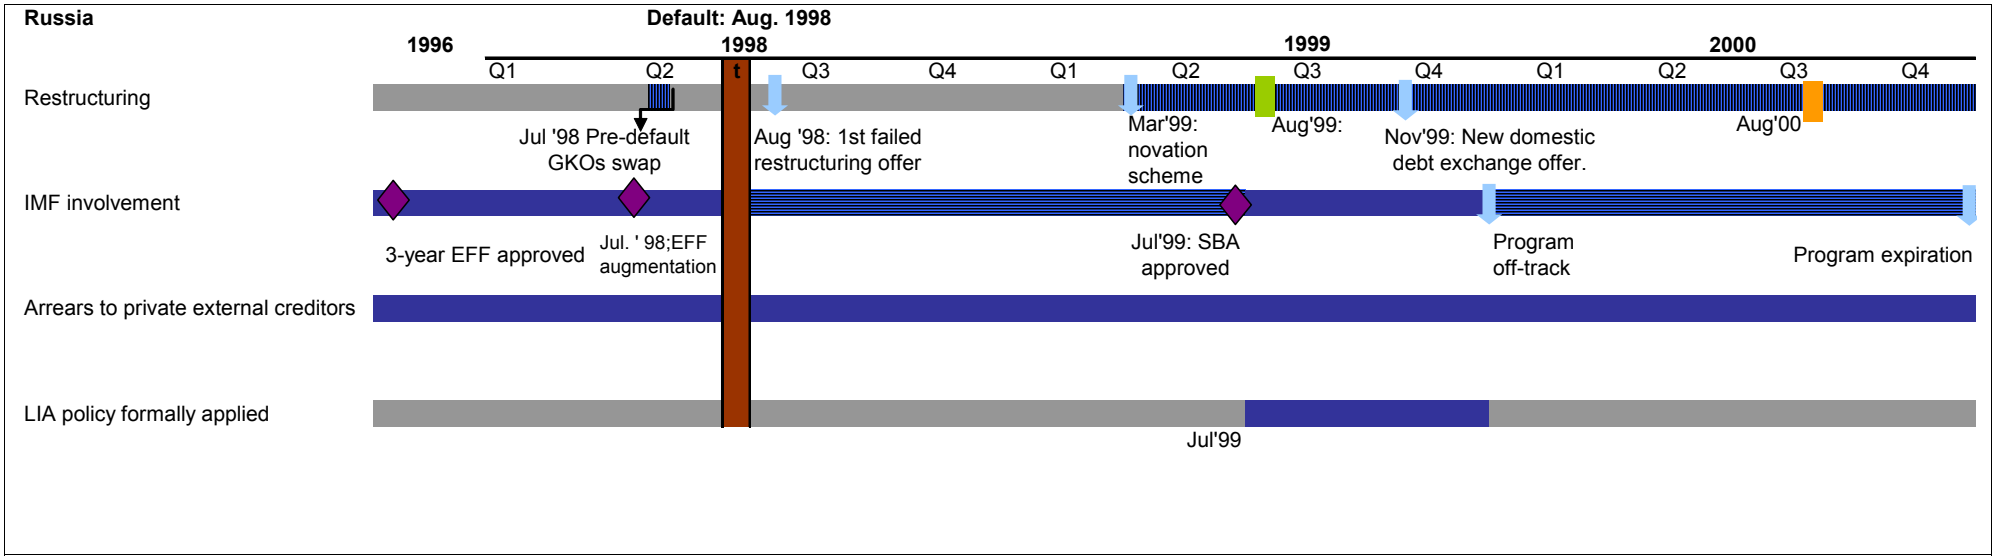 Russia
Default: Aug. 1998
1996
1998
1999
2000
Q1
Q2
t
Q3
Q4
Q1
Q2
Q3
Q4
Q1
Q2
Q3
Q4
Restructuring
Jul '98 Pre-default
GKOs swap
Aug '98: 1st failed
restructuring offer
Mar'99:
novation
scheme
Aug'99:
Nov'99: New domestic
debt exchange offer.
Aug'00
IMF involvement
3-year EFF approved
Jul. ' 98;EFF
augmentation
Jul'99: SBA
approved
Program
off-track
Program expiration
Arrears to private external creditors
LIA policy formally applied
Jul'99